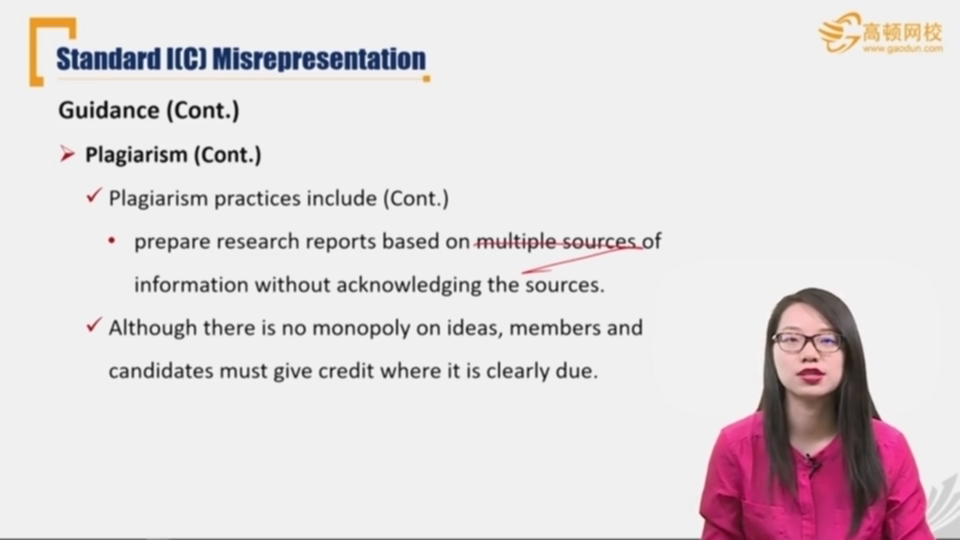 Standard I(C) Misrepresentation
高顿网校
www.gaodun.com
Guidance (Cont.)
Plagiarism (Cont.)
Plagiarism practices include (Cont.)
prepare research reports based on multiple sources of
information without acknowledging the sources.
Although there is no monopoly on ideas, members and
candidates must give credit where it is clearly due.